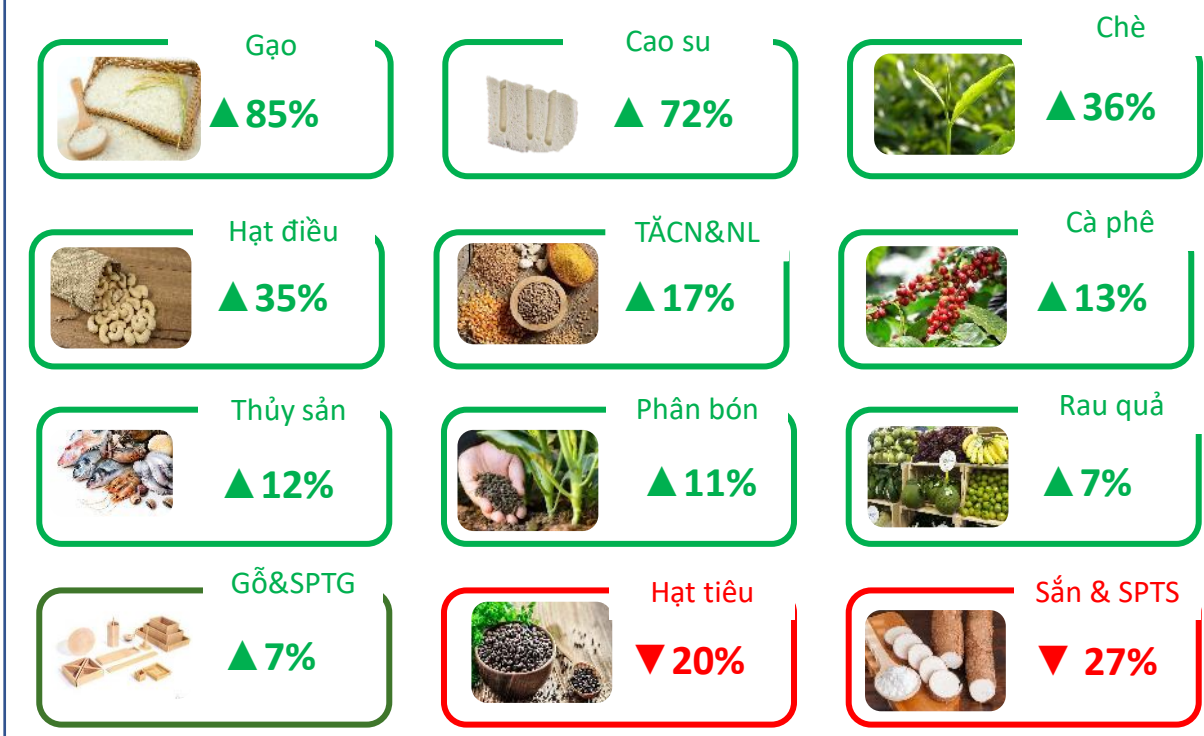 Gạo
▲85%
Cao su
▲ 72%
Chè
▲36%
Hạt điều
▲35%
TĂCN&NL
▲17%
Cà phê
▲13%
Thủy sản
▲12%
Phân bón
▲11%
Rau quả
▲7%
Gỗ&SPTG
▲7%
Hạt tiêu
▼20%
Sắn & SPTS
▼ 27%